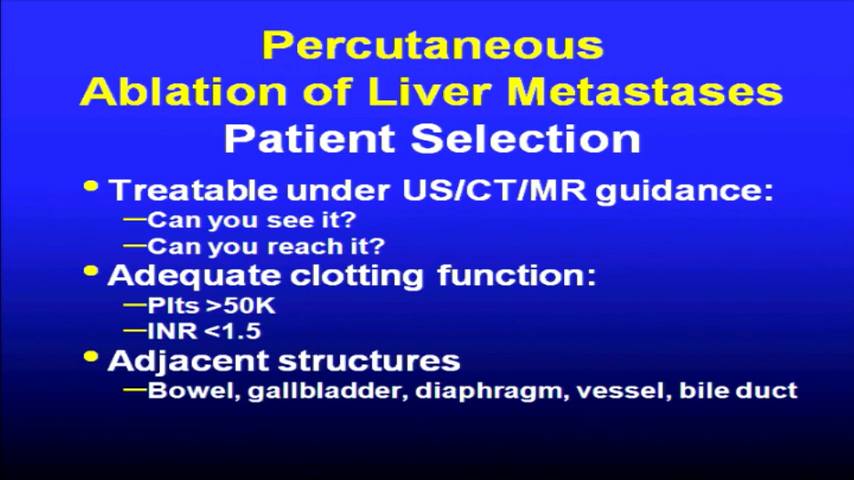 Percutaneous
Ablation of Liver Metastases
Patient Selection
• Treatable under US/CT/MR guidance:
—Can you see it?
—Can you reach it?
• Adequate clotting function:
—Plts >50K
—INR <1.5
• Adjacent structures
—Bowel, gallbladder, diaphragm, vessel, bile duct